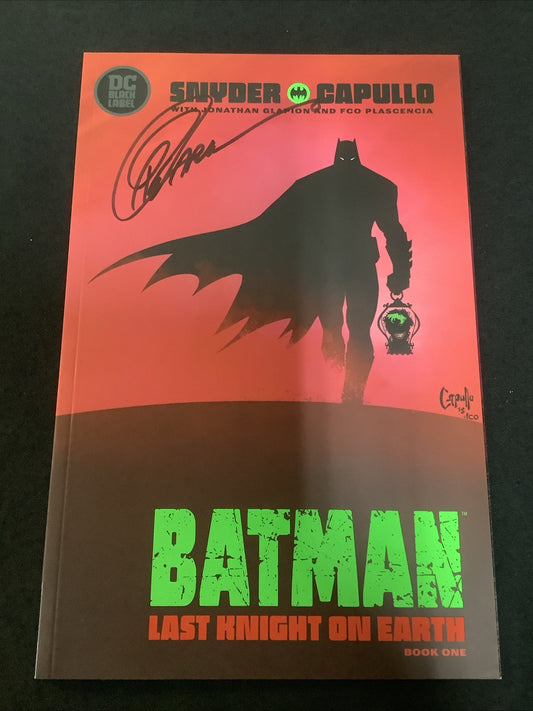 DC
BLACK
LABEL
SNYDER CAPULLO
WITH JONATHAN GLAPION AND FCO PLASCENCIA
Capullo
FCO
BATMAN™
LAST KNIGHT ON EARTH
BOOK ONE